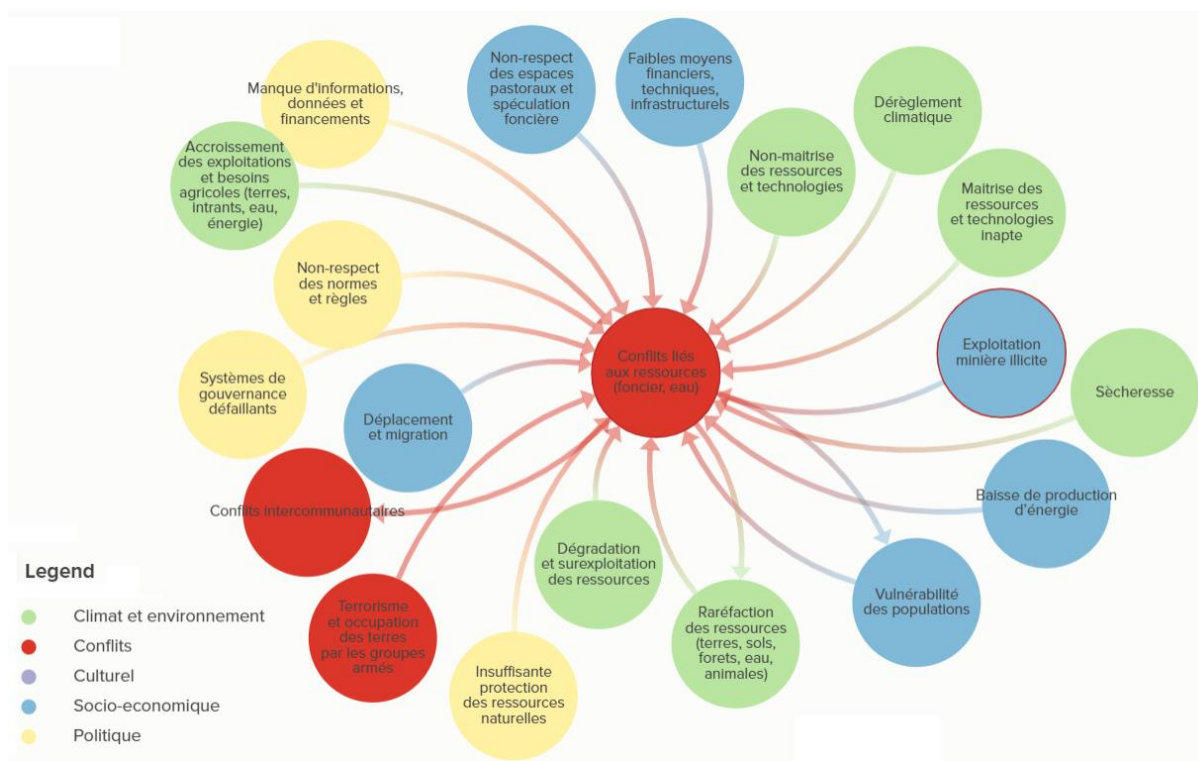 Manque d'informations,
données et
financements
Accroissement
des exploitations
et besoins
agricoles (terres,
intrants, eau,
énergie)
Non-respect
des espaces
pastoraux et
spéculation
foncière
Faibles moyens
financiers,
techniques,
infrastructurels
Dérèglement
climatique
Non-maitrise
des ressources
et technologies
Maitrise des
ressources
et technologies
inapte
Non-respect
des normes
et règles
Systèmes de
gouvernance
défaillants
Déplacement
et migration
Conflits liés
aux ressources
(foncier, eau)
Exploitation
minière illicite
Sècheresse
Baisse de production
d'énergie
Conflits intercommunautaires
Terrorisme
et occupation
des terres
par les groupes
armés
Dégradation
et surexploitation
des ressources
Insuffisante
protection
des ressources
naturelles
Raréfaction
des ressources
(terres, sols,
forets, eau,
animales)
Vulnérabilité
des populations
Legend
Climat et environnement
Conflits
Culturel
Socio-economique
Politique